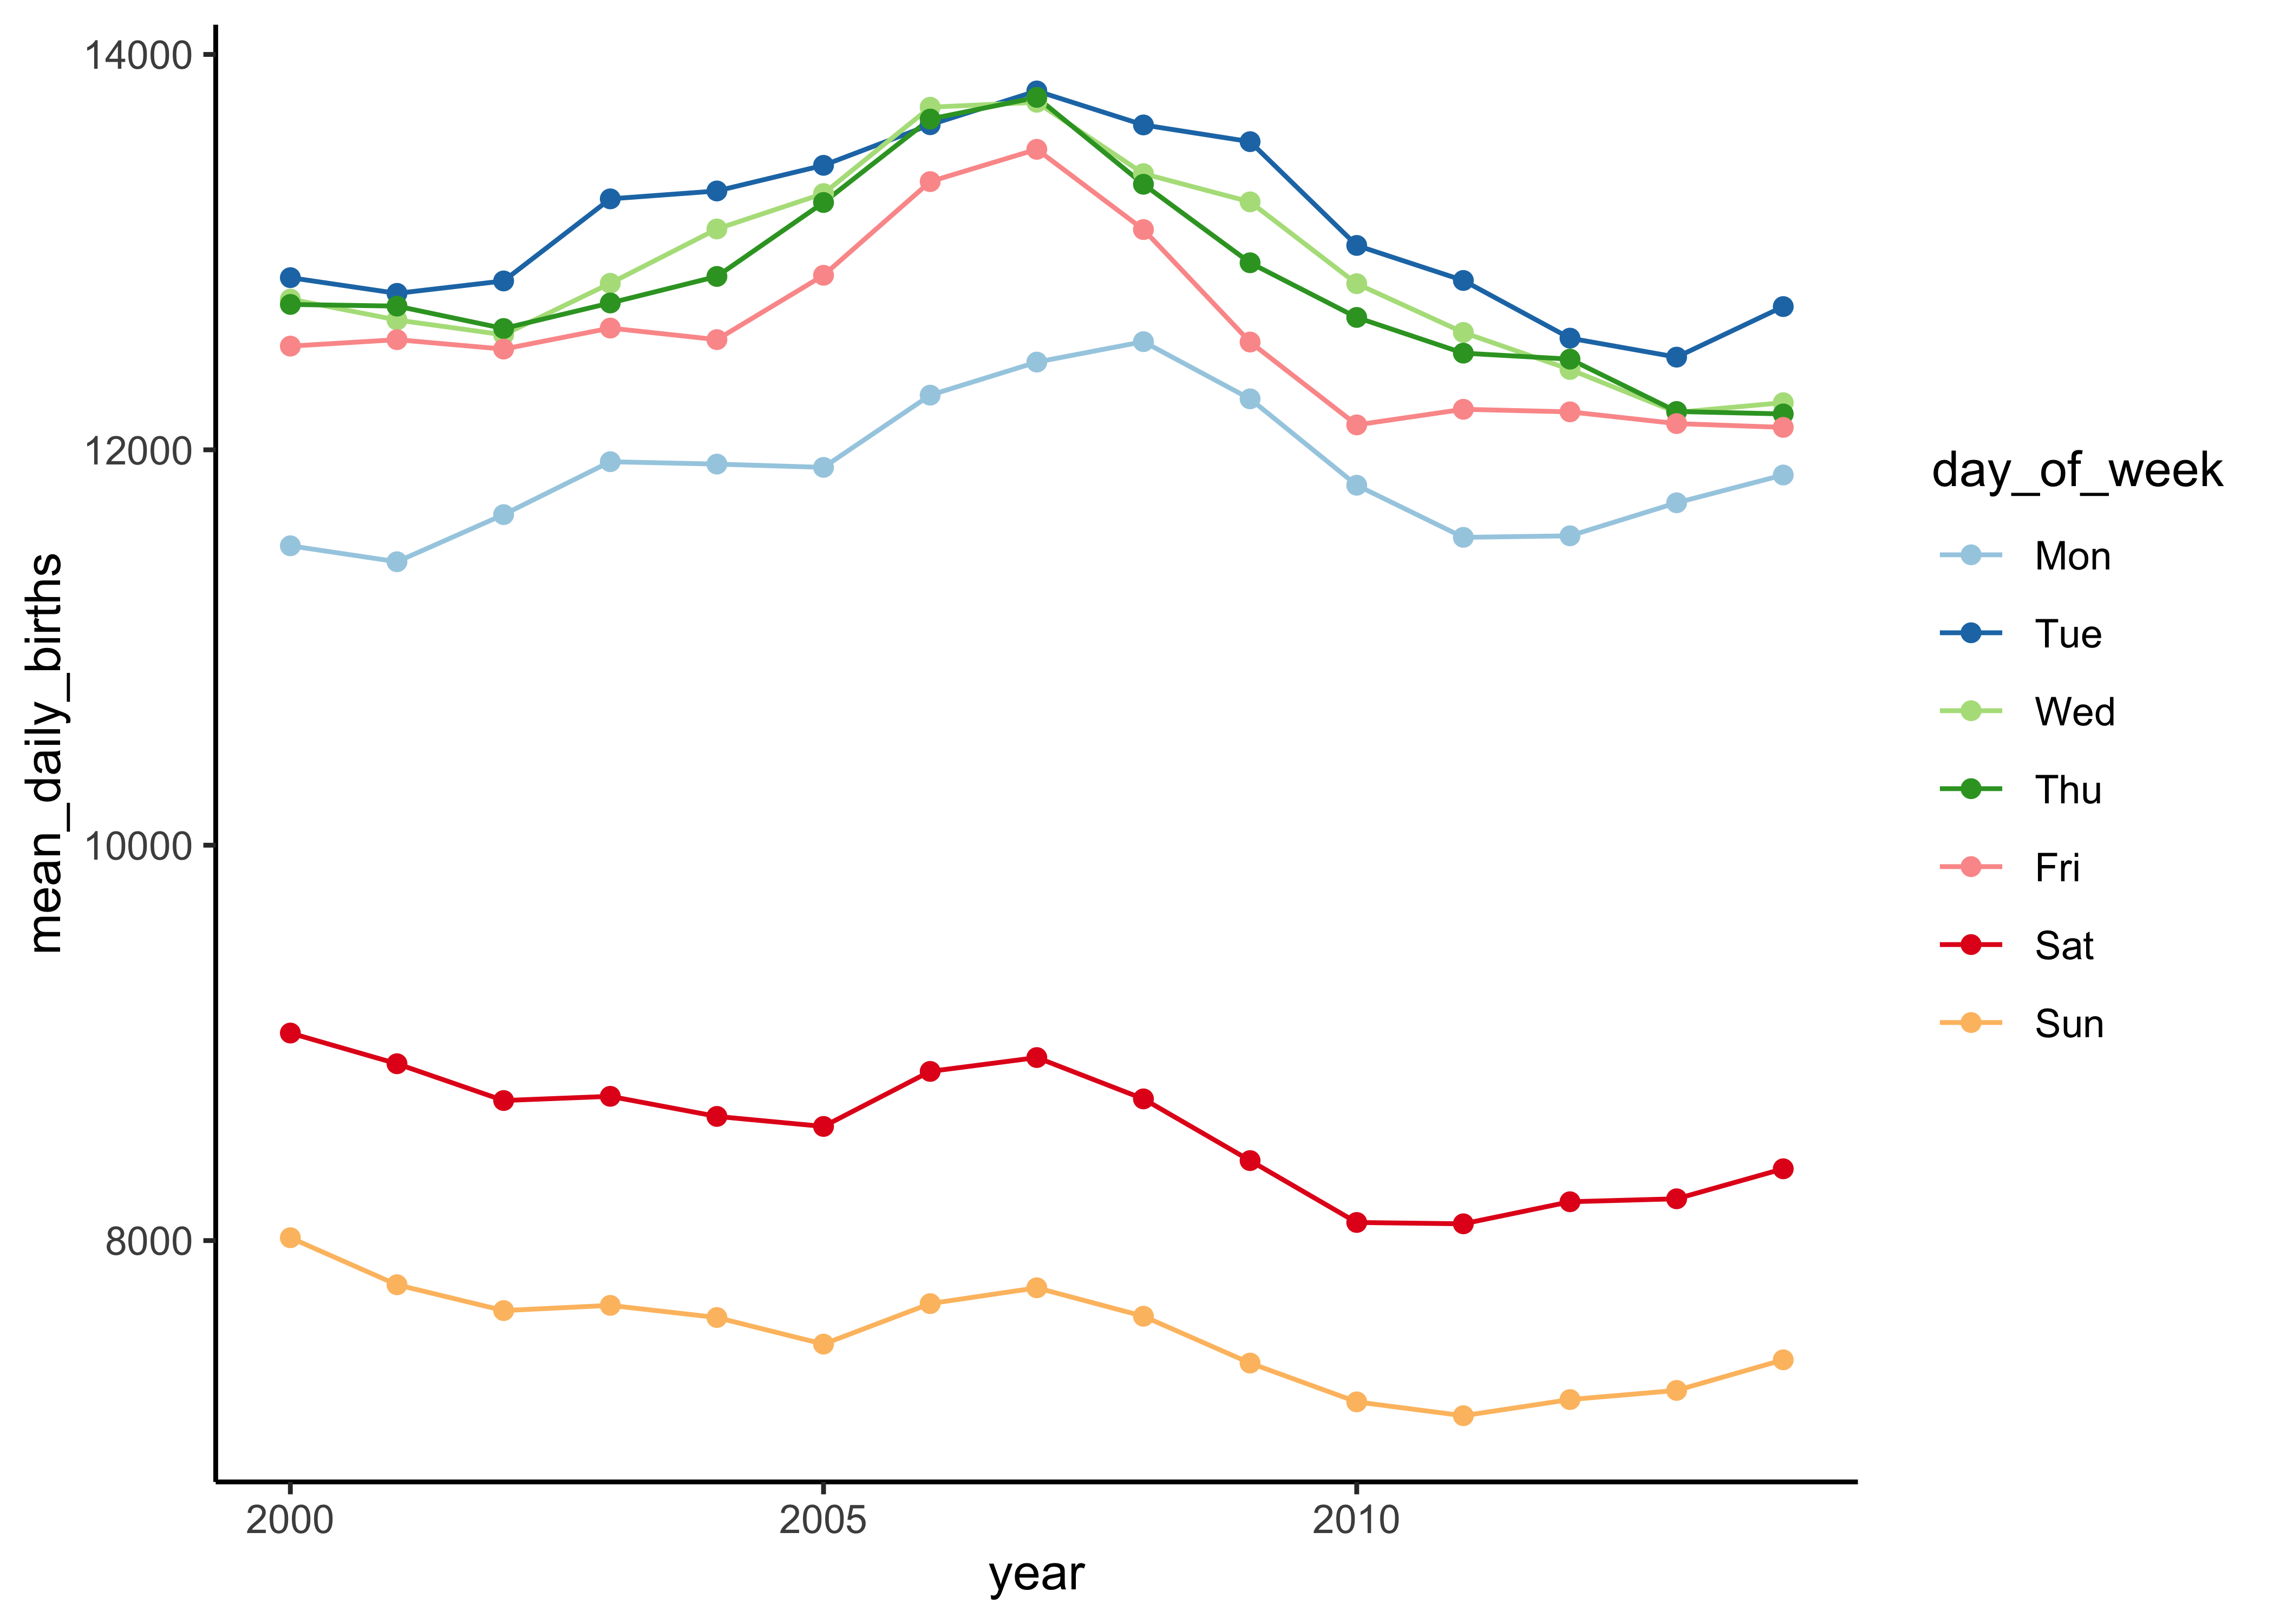 mean_daily_births
14000
12000
10000
8000
2000
2005
2010
year
day_of_week
Mon
Tue
Wed
Thu
Fri
Sat
Sun